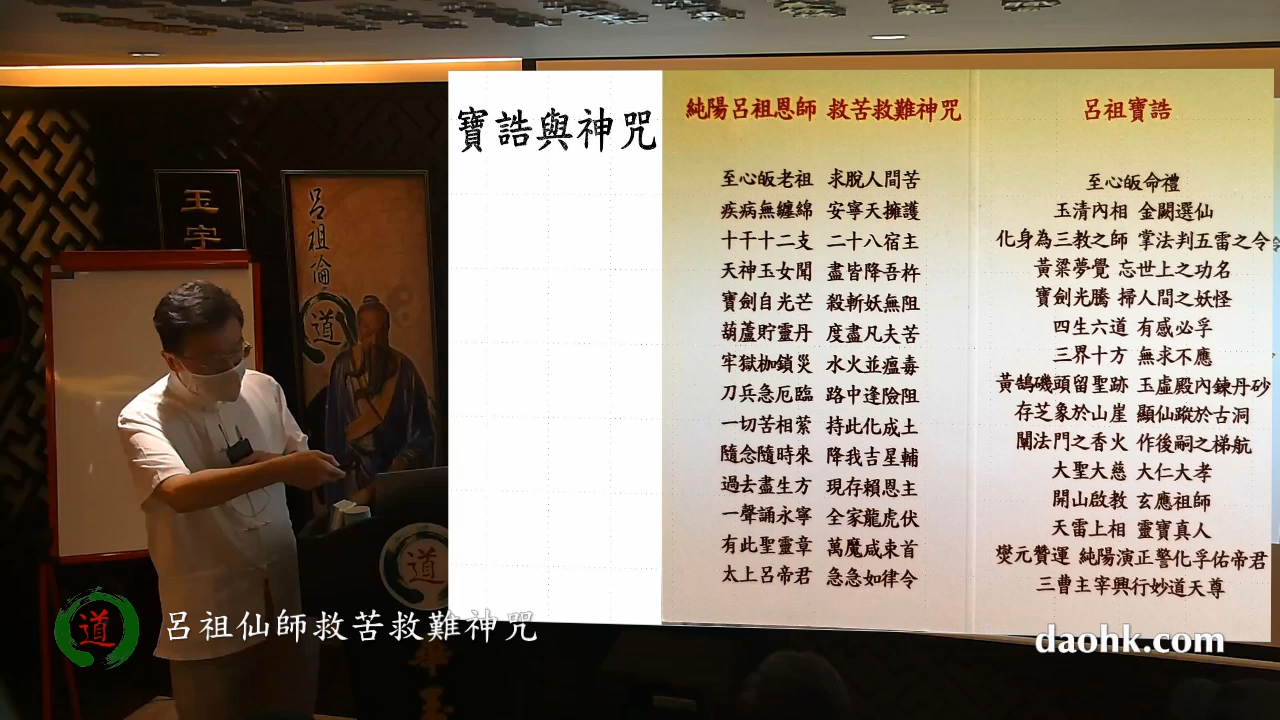 寶誥與神咒
純陽呂祖恩師 救苦救難神咒
至心皈老祖 求脫人間苦
疾病無纏綿 安寧天擁護
十干十二支 二十八宿主
天神玉女聞 盡皆降吾杵
寶劍自光芒 殺斬妖無阻
葫蘆貯靈丹 度盡凡夫苦
牢獄枷鎖災 水火並瘟毒
刀兵急厄臨 路中逢險阻
一切苦相縈 持此化成土
隨念隨時來 降我吉星輔
過去盡生方 現存賴恩主
一聲誦永寧 全家龍虎伏
有此聖靈章 萬魔咸束首
太上呂帝君 急急如律令
呂祖寶誥
至心皈命禮
玉清內相 金闕選仙
化身為三教之師 掌法判五雷之令
黃粱夢覺 忘世上之功名
寶劍光騰 掃人間之妖怪
四生六道 有感必孚
三界十方 無求不應
黃鵠磯頭留聖跡 玉虛殿內鍊丹砂
存芝象於山崖 顯仙蹤於古洞
闡法門之香火 作後嗣之梯航
大聖大慈 大仁大孝
開山啟教 玄應祖師
天雷上相 靈寶真人
燮元贊運 純陽演正警化孚佑帝君
三曹主宰興行妙道天尊
玉宇
呂祖論
道
道
道
呂祖仙師救苦救難神咒
daohk.com